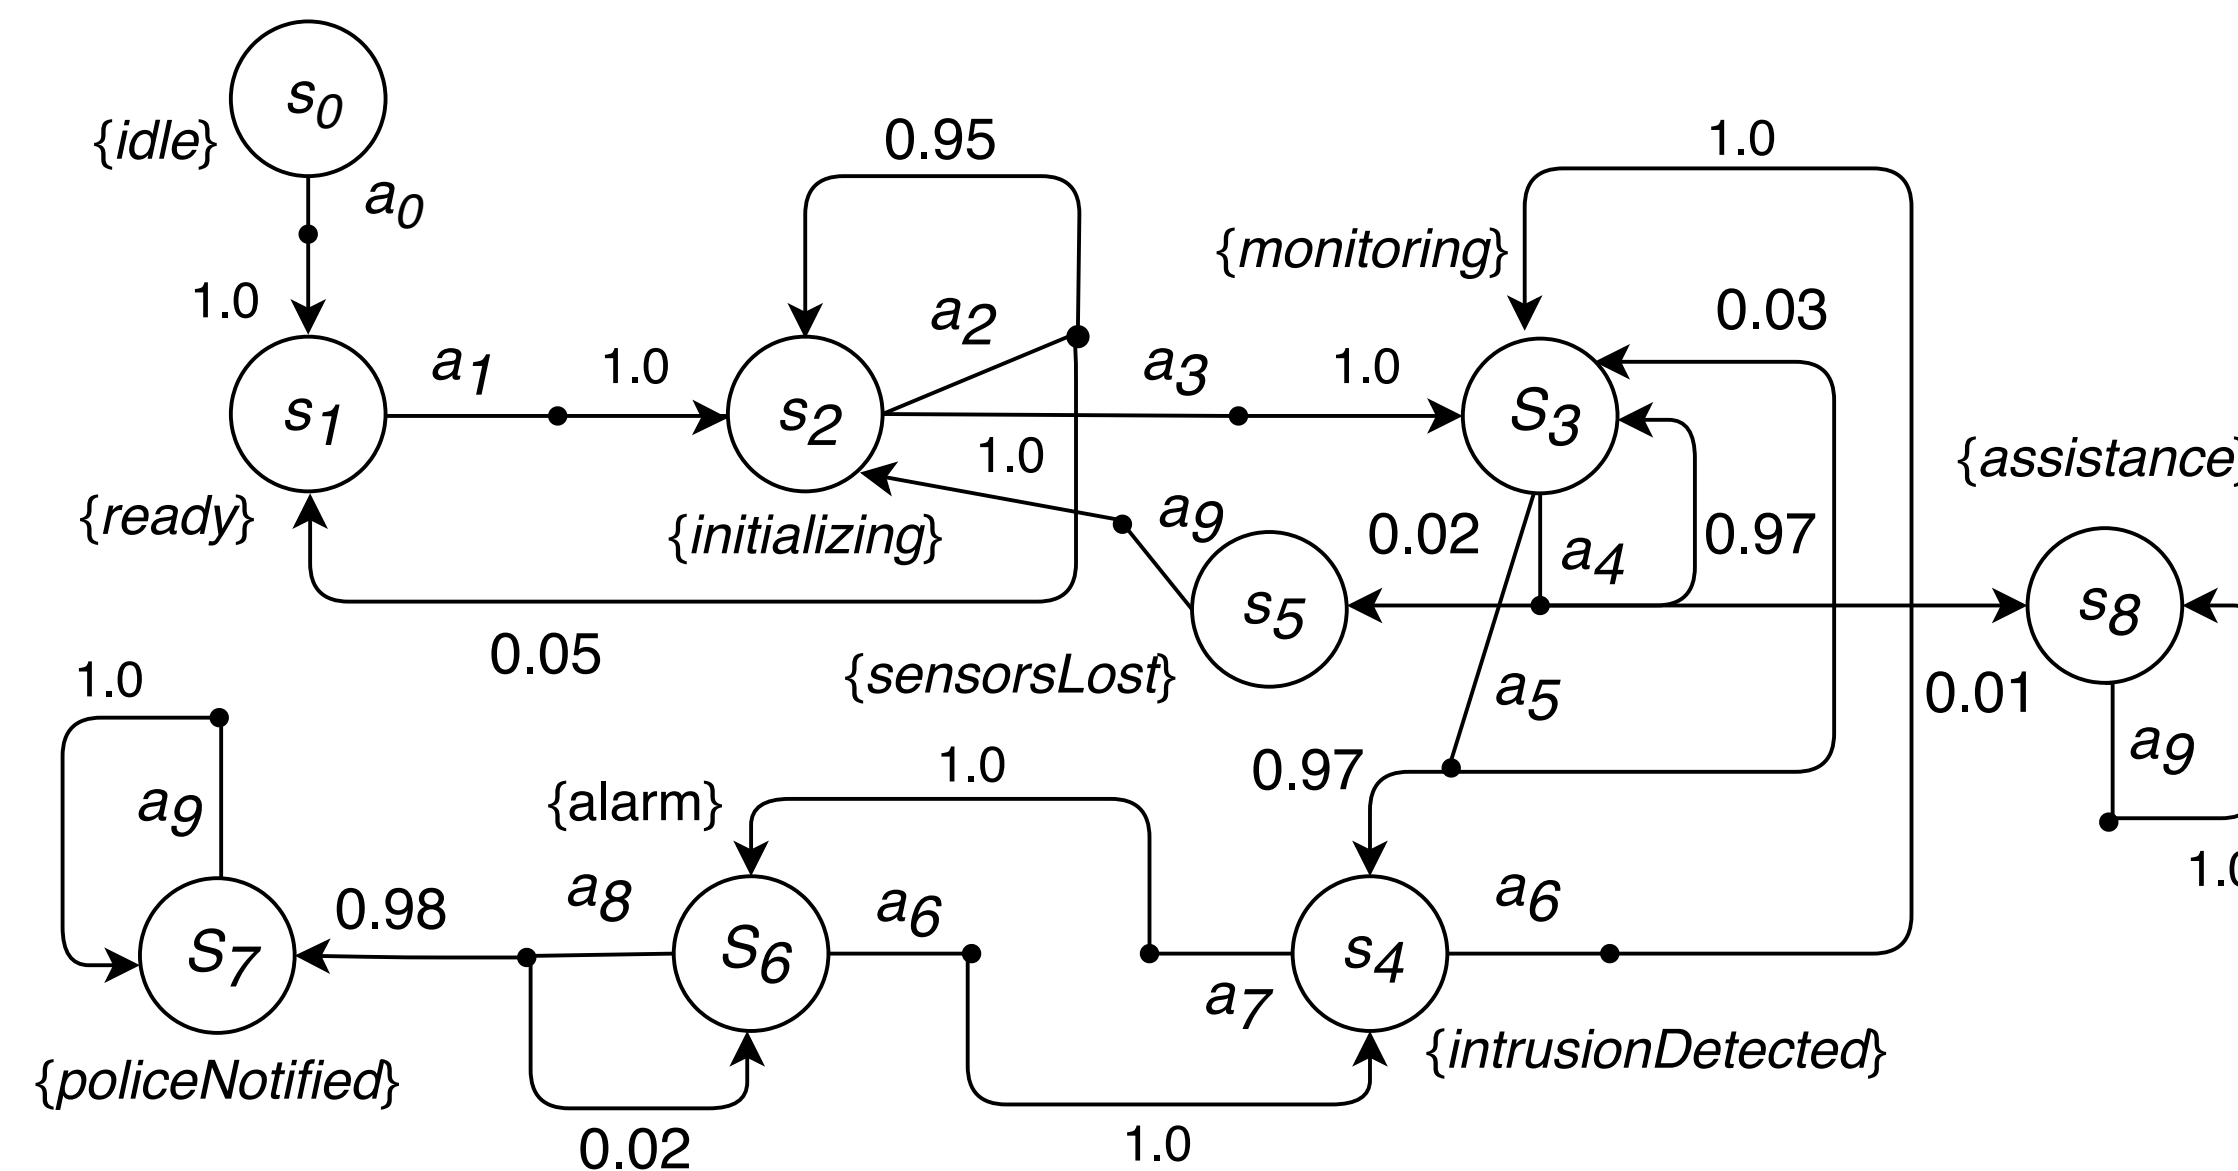 s0
{idle}
a0
1.0
0.95
1.0
{monitoring}
a2
0.03
a1
1.0
a3
1.0
s1
s2
S3
1.0
{assistance}
{ready}
{initializing}
a9
0.02
a4
0.97
s5
s8
0.05
{sensorsLost}
1.0
a5
0.01
a9
0.97
1.0
{alarm}
a9
0.98
a8
a6
a6
1.0
S7
S6
s4
a7
{policeNotified}
{intrusionDetected}
0.02
1.0